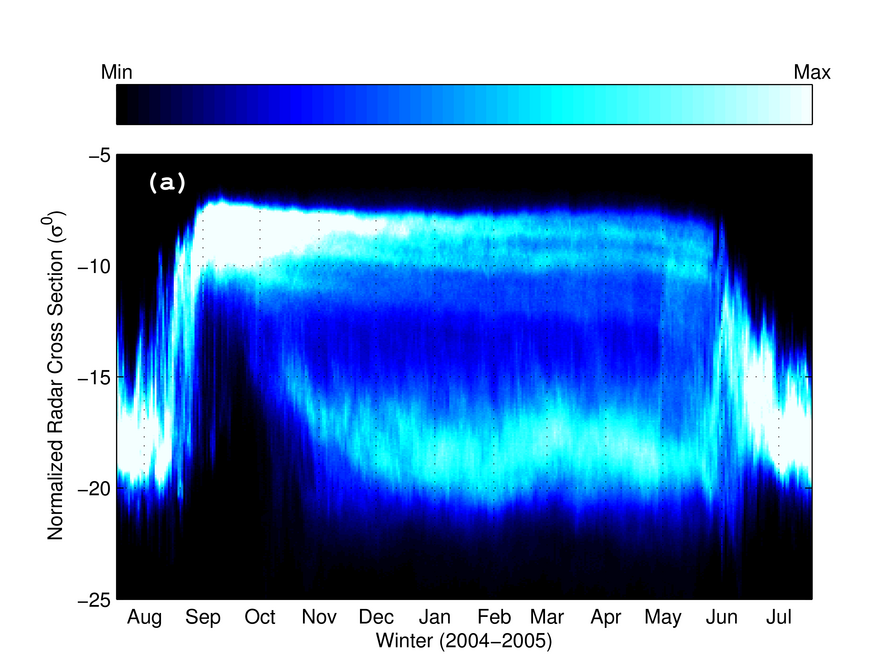 Min Max
(a)
Normalized Radar Cross Section (σ⁰)
−5
−10
−15
−20
−25
Aug Sep Oct Nov Dec Jan Feb Mar Apr May Jun Jul
Winter (2004−2005)